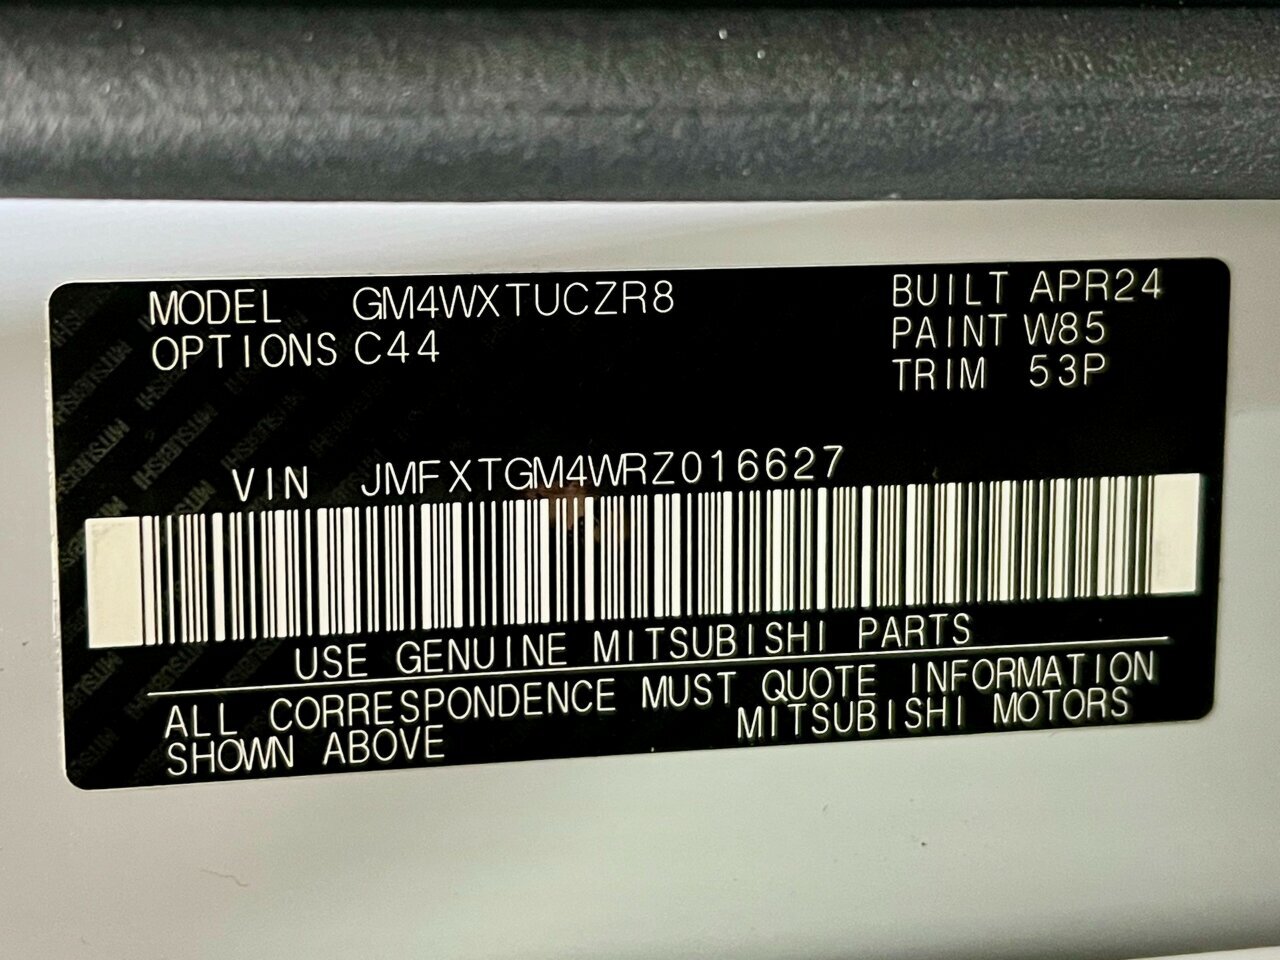 MODEL GM4WXTUCZR8 BUILT APR24
OPTIONS C44 PAINT W85
TRIM 53P
VIN JMFXTGM4WRZ016627
USE GENUINE MITSUBISHI PARTS
ALL CORRESPONDENCE MUST QUOTE INFORMATION
SHOWN ABOVE MITSUBISHI MOTORS